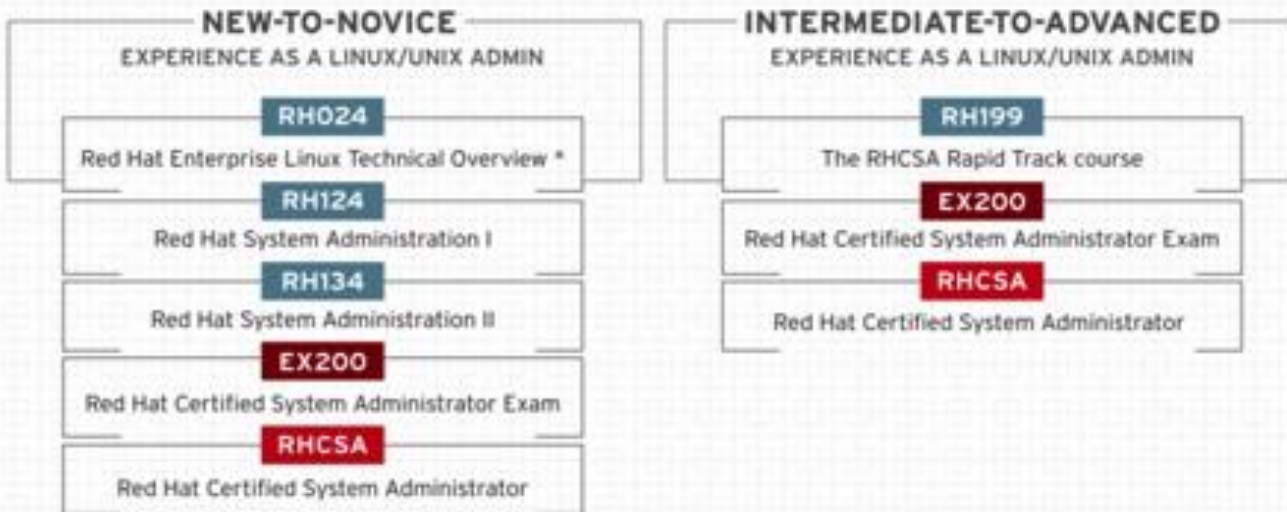 NEW-TO-NOVICE
EXPERIENCE AS A LINUX/UNIX ADMIN
RH024
Red Hat Enterprise Linux Technical Overview *
RH124
Red Hat System Administration I
RH134
Red Hat System Administration II
EX200
Red Hat Certified System Administrator Exam
RHCSA
Red Hat Certified System Administrator
INTERMEDIATE-TO-ADVANCED
EXPERIENCE AS A LINUX/UNIX ADMIN
RH199
The RHCSA Rapid Track course
EX200
Red Hat Certified System Administrator Exam
RHCSA
Red Hat Certified System Administrator